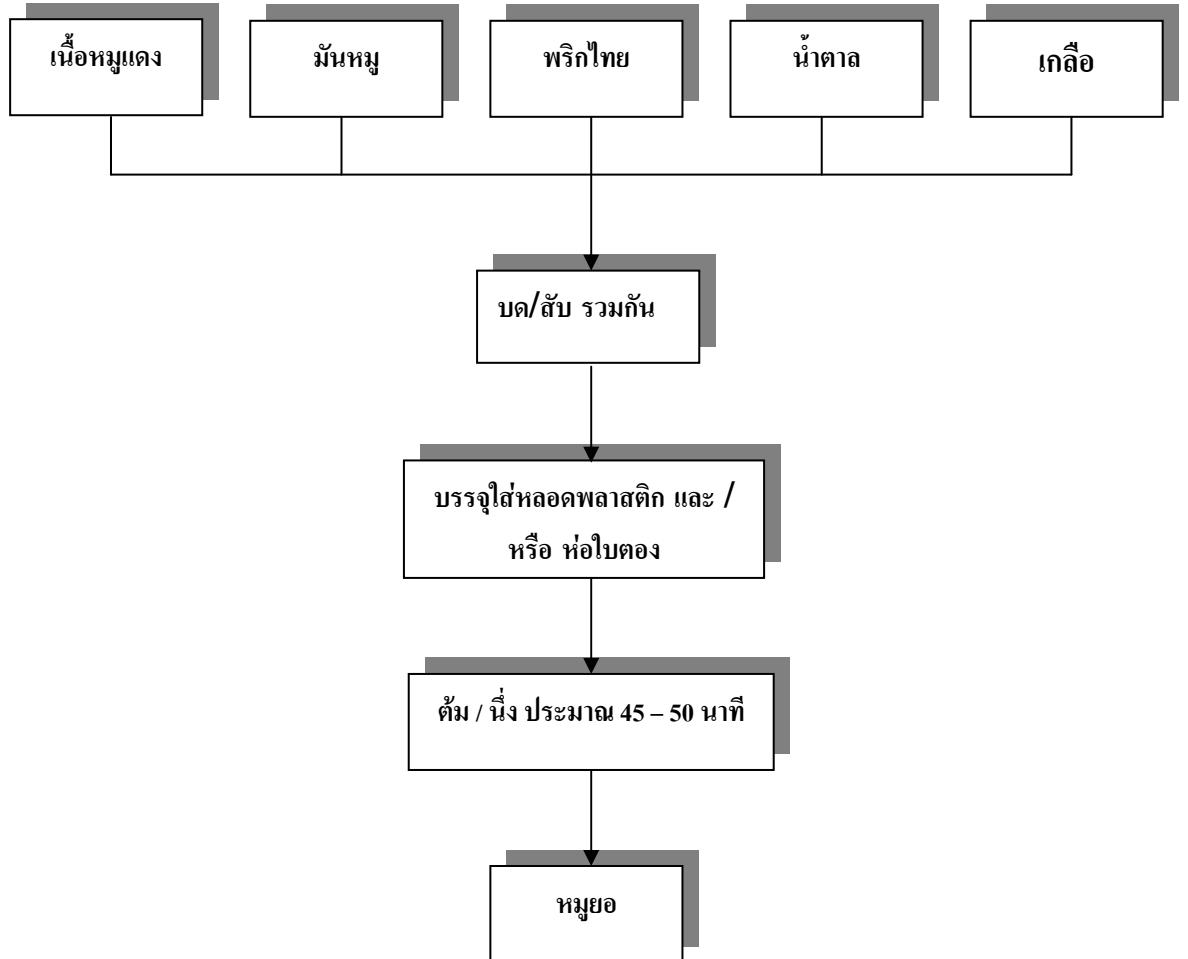 เนื้อหมูแดง
มันหมู
พริกไทย
น้ำตาล
เกลือ
บด/สับ รวมกัน
บรรจุใส่หลอดพลาสติก และ /
หรือ ห่อใบตอง
ต้ม / นึ่ง ประมาณ 45 – 50 นาที
หมูยอ